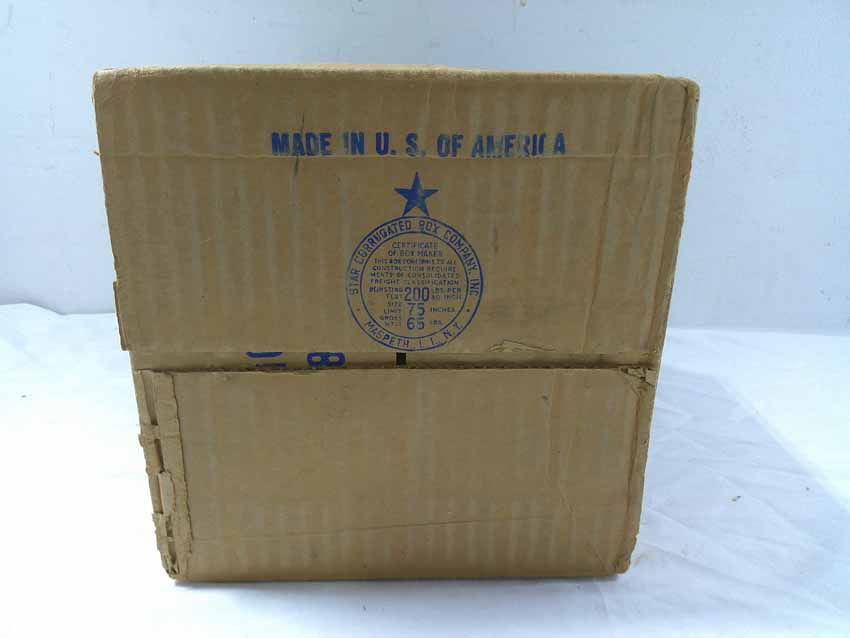 MADE IN U. S. OF AMERICA
STAR CORRUGATED BOX COMPANY, INC
CERTIFICATE
OF BOX MAKER
THIS BOX CONFORMS TO ALL
CONSTRUCTION REQUIRE-
MENTS OF CONSOLIDATED
FREIGHT CLASSIFICATION
BURSTING TEST 200 LBS. PER SQ. INCH
SIZE LIMIT 75 INCHES
GROSS WT. 65 LBS.
MASPETH, L. I., N.Y.
8